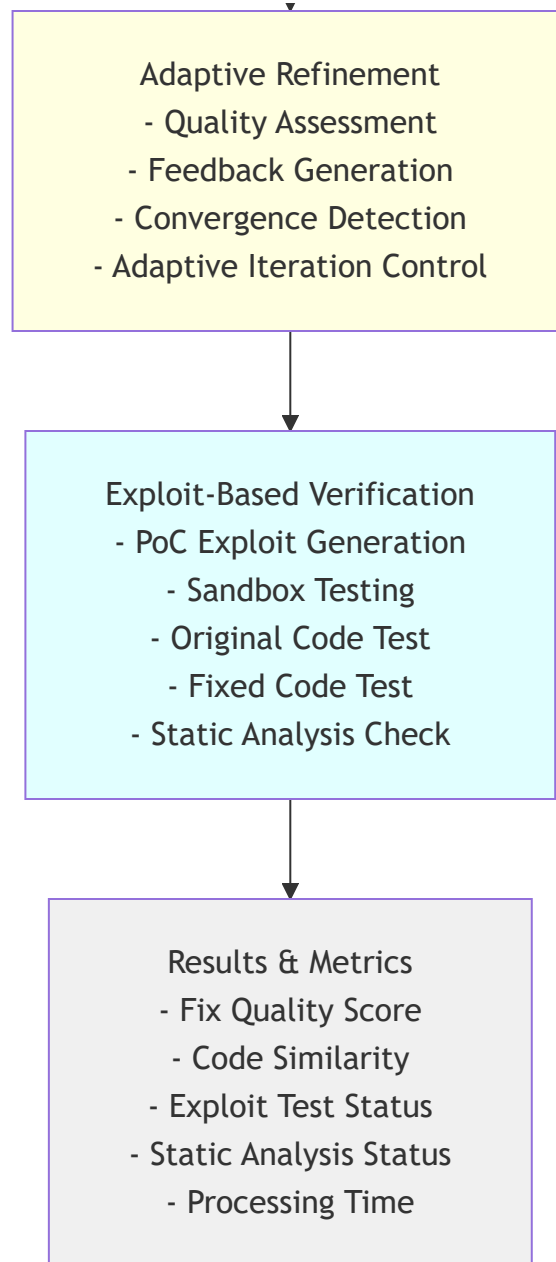 Adaptive Refinement
- Quality Assessment
- Feedback Generation
- Convergence Detection
- Adaptive Iteration Control
Exploit-Based Verification
- PoC Exploit Generation
- Sandbox Testing
- Original Code Test
- Fixed Code Test
- Static Analysis Check
Results & Metrics
- Fix Quality Score
- Code Similarity
- Exploit Test Status
- Static Analysis Status
- Processing Time